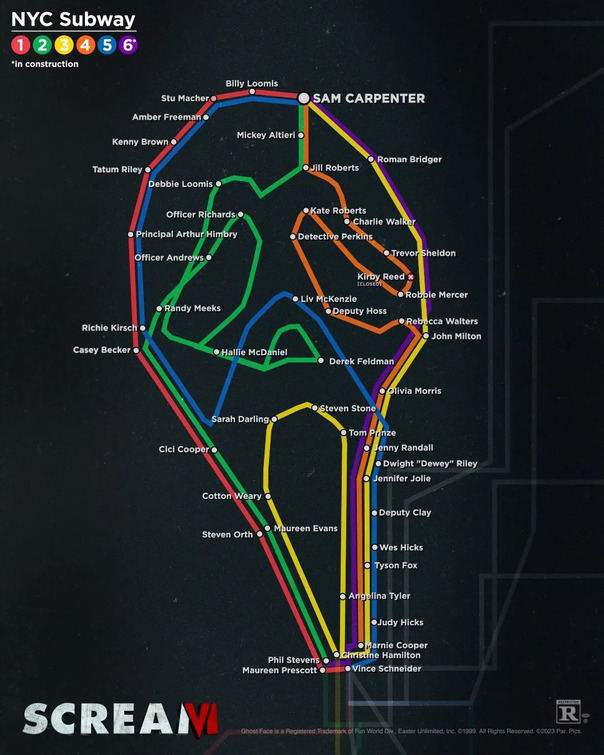 NYC Subway
1 2 3 4 5 6*
*in construction
Billy Loomis
Stu Macher
SAM CARPENTER
Amber Freeman
Mickey Altieri
Kenny Brown
Roman Bridger
Tatum Riley
Jill Roberts
Debbie Loomis
Kate Roberts
Officer Richards
Charlie Walker
Principal Arthur Himbry
Detective Perkins
Trevor Sheldon
Officer Andrews
Kirby Reed
[CLOSED]
Robbie Mercer
Liv McKenzie
Randy Meeks
Deputy Hoss
Rebecca Walters
Richie Kirsch
John Milton
Casey Becker
Hallie McDaniel
Derek Feldman
Olivia Morris
Steven Stone
Sarah Darling
Tom Prinze
Cici Cooper
Jenny Randall
Dwight "Dewey" Riley
Jennifer Jolie
Cotton Weary
Deputy Clay
Maureen Evans
Steven Orth
Wes Hicks
Tyson Fox
Angelina Tyler
Judy Hicks
Marnie Cooper
Christine Hamilton
Phil Stevens
Maureen Prescott
Vince Schneider
SCREAM VI
RESTRICTED
R
Ghost Face is a Registered Trademark of Fun World Div., Easter Unlimited, Inc. ©1999. All Rights Reserved. ©2023 Par. Pics.